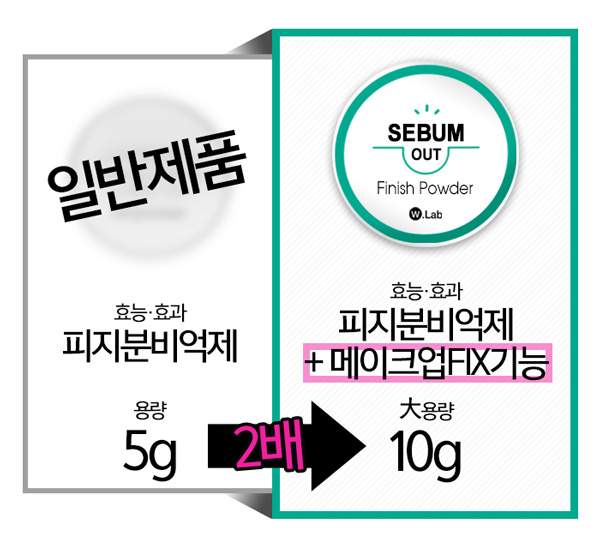 일반제품
효능·효과
피지분비억제
용량
5g
2배
SEBUM
OUT
Finish Powder
W.Lab
효능·효과
피지분비억제
+ 메이크업FIX기능
大용량
10g